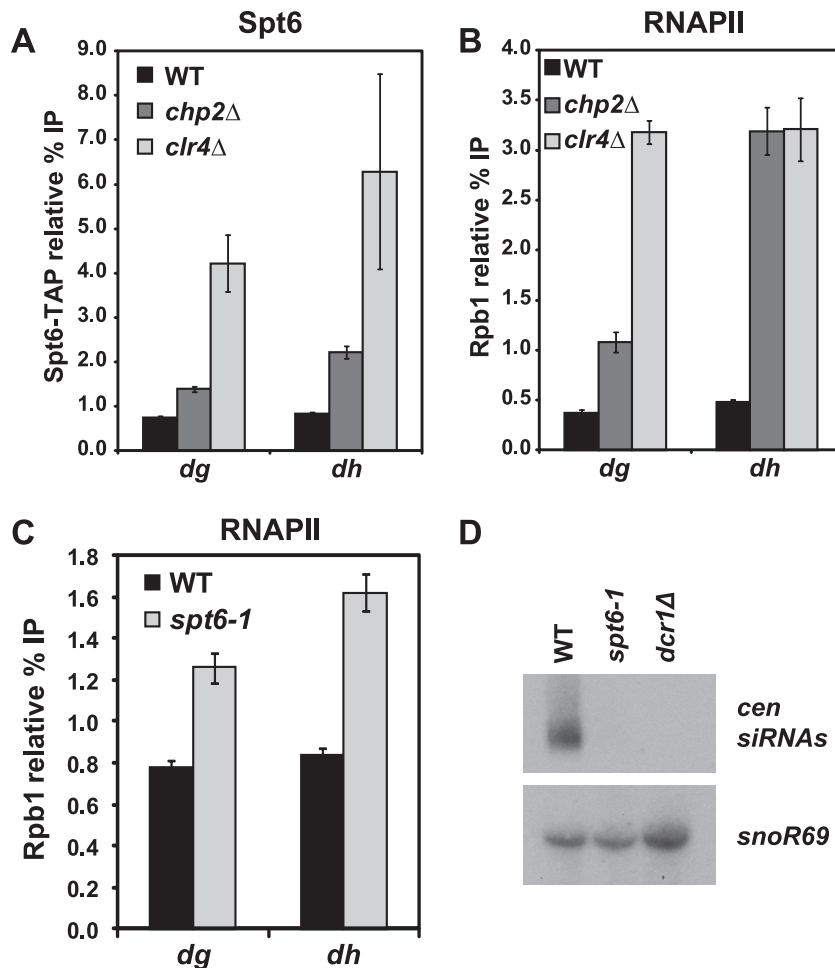 A
Spt6
Spt6-TAP relative % IP
9.0
8.0
7.0
6.0
5.0
4.0
3.0
2.0
1.0
0.0
WT
chp2Δ
clr4Δ
dg
dh
B
RNAPII
Rpb1 relative % IP
4.0
3.5
3.0
2.5
2.0
1.5
1.0
0.5
0.0
WT
chp2Δ
clr4Δ
dg
dh
C
RNAPII
Rpb1 relative % IP
1.8
1.6
1.4
1.2
1.0
0.8
0.6
0.4
0.2
0.0
WT
spt6-1
dg
dh
D
WT
spt6-1
dcr1Δ
cen
siRNAs
snoR69